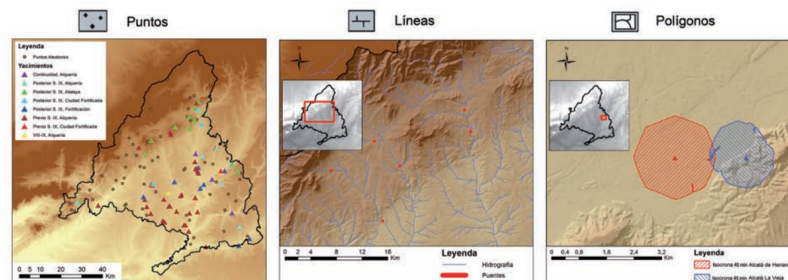 Puntos
Líneas
Polígonos
Leyenda
Puntos Aleatorios
Yacimientos
Continuidad, Alquería
Posterior S. IX, Alquería
Posterior S. IX, Atalaya
Posterior S. IX, Ciudad Fortificada
Posterior S. IX, Fortificación
Previo S. IX, Alquería
Previo S. IX, Ciudad Fortificada
VIII-IX, Alquería
0 5 10 20 30 40
Km
N
0 2 4 8 12 16
Km
Leyenda
Hidrografía
Puentes
N
0 0,4 0,8 1,6 2,4 3,2
Km
Leyenda
Isocrona 45 min Alcalá de Henares
Isocrona 45 min Alcalá La Vieja